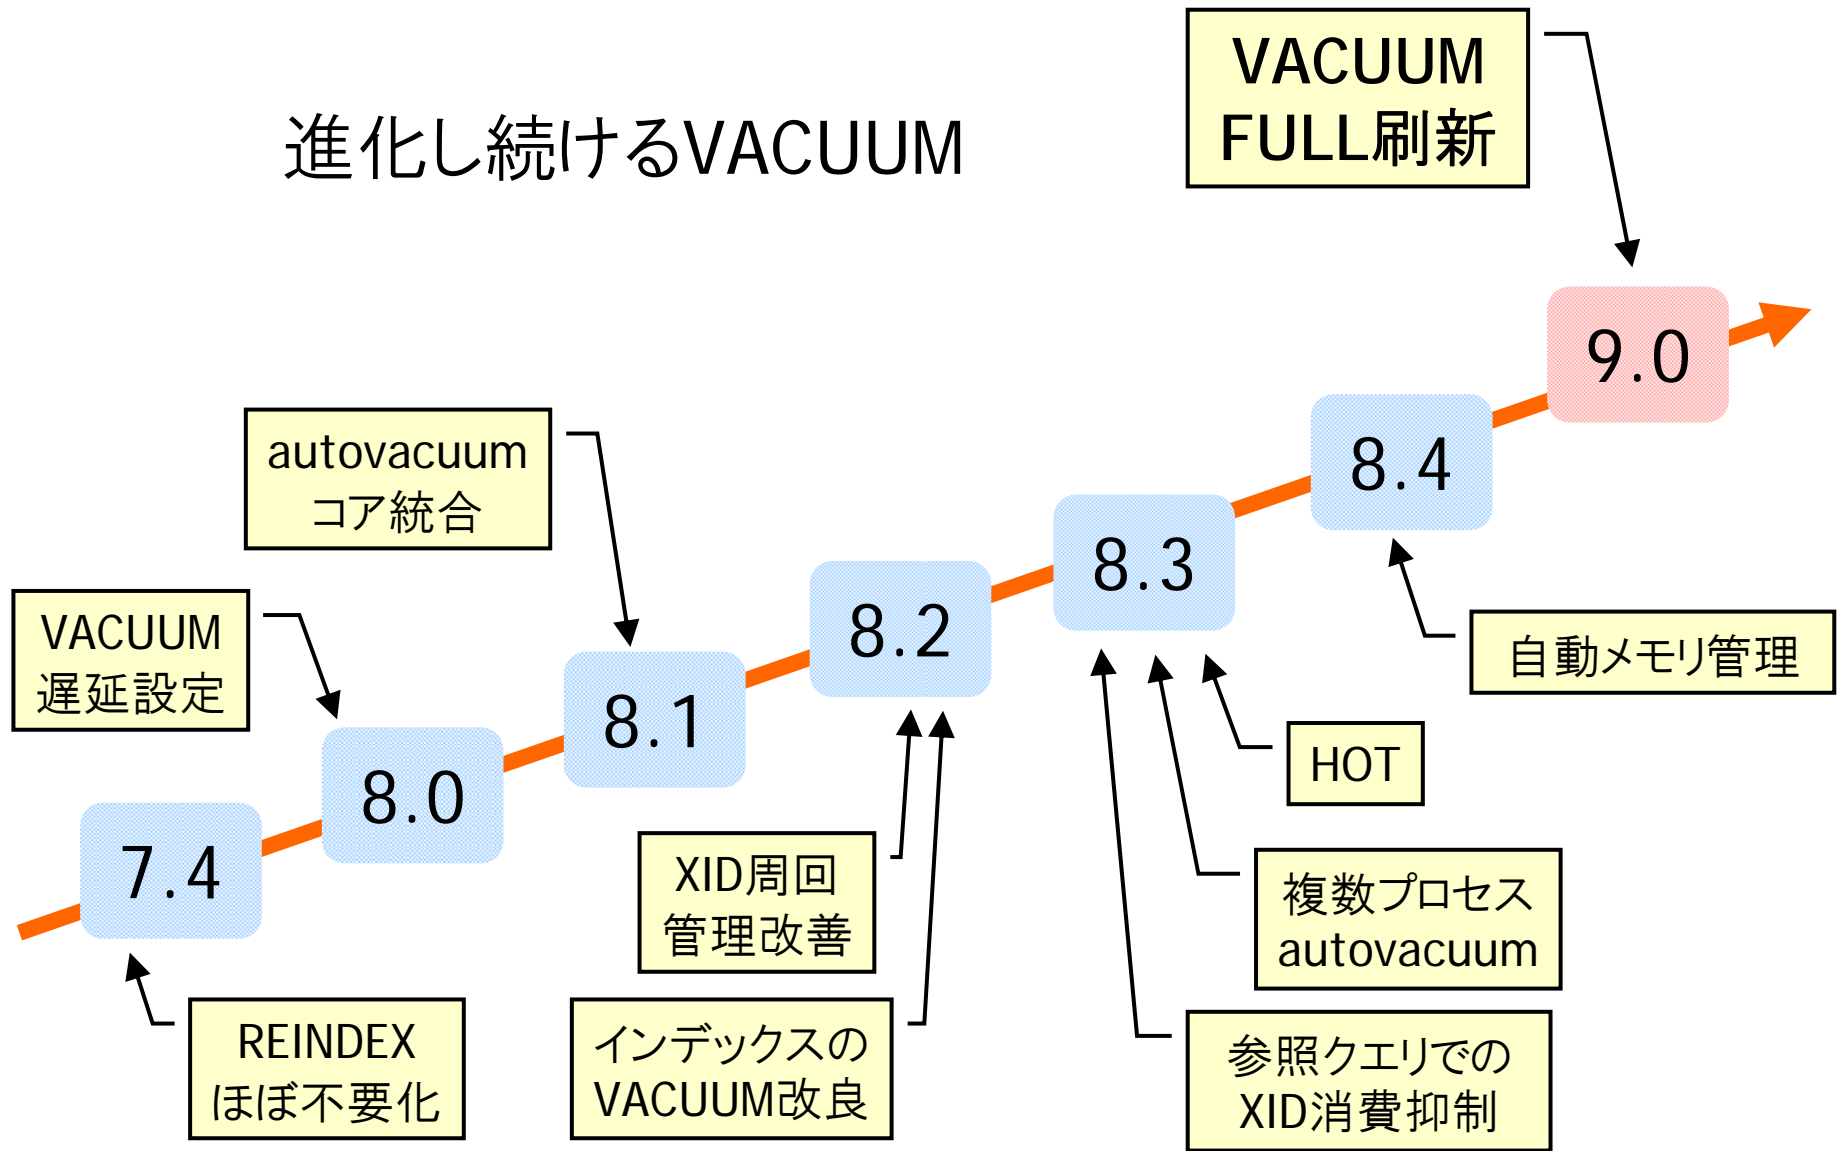 進化し続けるVACUUM
VACUUM
FULL刷新
9.0
8.4
自動メモリ管理
8.3
HOT
複数プロセス
autovacuum
参照クエリでの
XID消費抑制
8.2
XID周回
管理改善
インデックスの
VACUUM改良
autovacuum
コア統合
8.1
VACUUM
遅延設定
8.0
7.4
REINDEX
ほぼ不要化